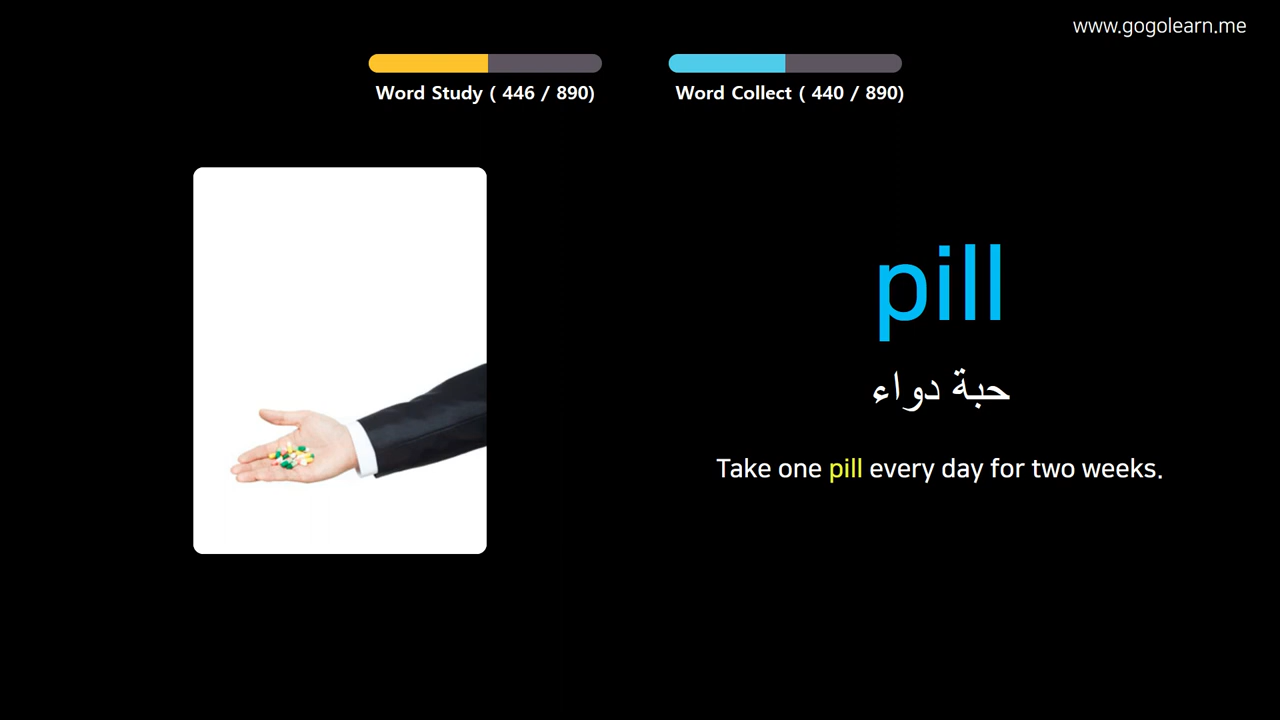 www.gogolearn.me
Word Study ( 446 / 890)
Word Collect ( 440 / 890)
pill
حبة دواء
Take one pill every day for two weeks.